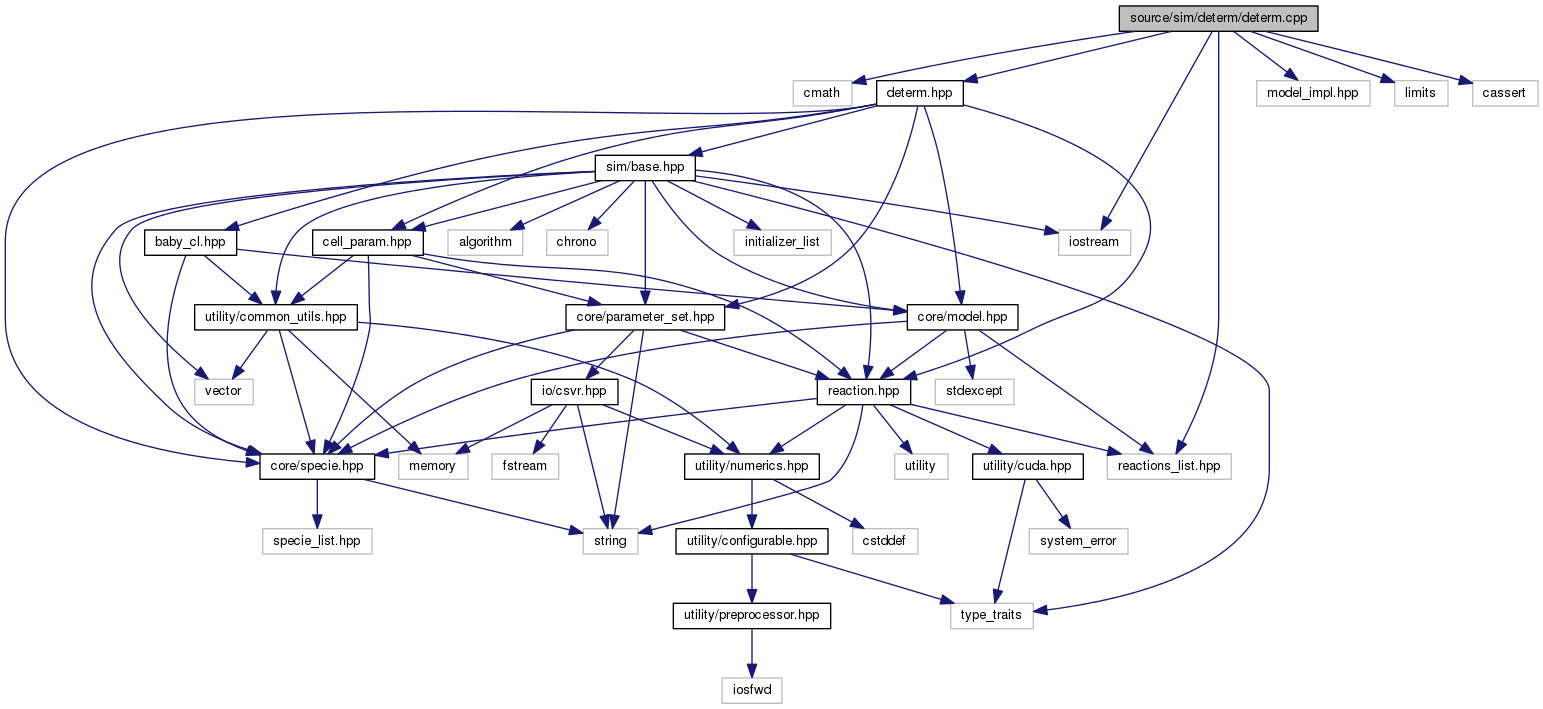 source/sim/determ/determ.cpp
cmath
determ.hpp
model_impl.hpp
limits
cassert
sim/base.hpp
baby_cl.hpp
cell_param.hpp
algorithm
chrono
initializer_list
iostream
utility/common_utils.hpp
core/parameter_set.hpp
core/model.hpp
vector
io/csvr.hpp
reaction.hpp
stdexcept
core/specie.hpp
memory
fstream
utility/numerics.hpp
utility
utility/cuda.hpp
reactions_list.hpp
specie_list.hpp
string
utility/configurable.hpp
cstddef
system_error
utility/preprocessor.hpp
type_traits
iosfwd